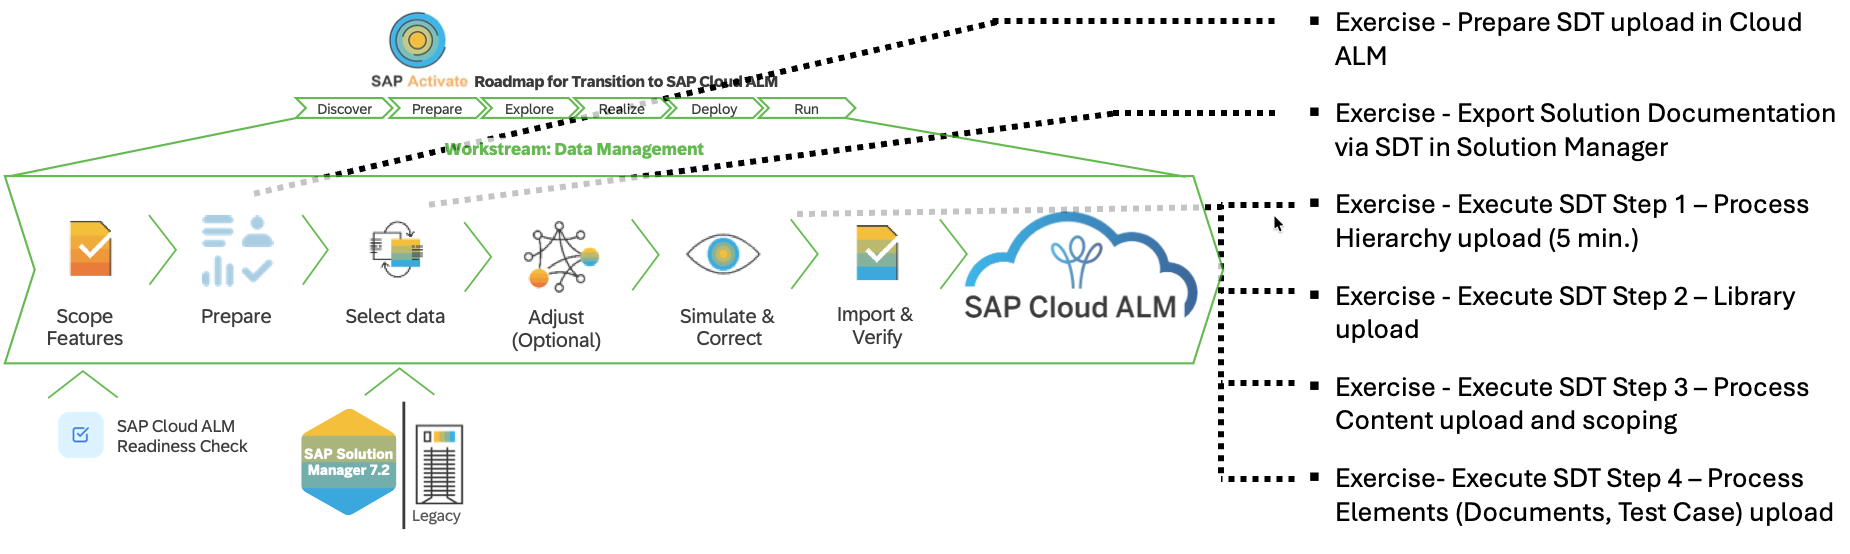 SAP Activate Roadmap for Transition to SAP Cloud ALM
Discover
Prepare
Explore
Realize
Deploy
Run
Workstream: Data Management
Scope
Features
Prepare
Select data
Adjust
(Optional)
Simulate &
Correct
Import &
Verify
SAP Cloud ALM
SAP Cloud ALM
Readiness Check
SAP Solution
Manager 7.2
Legacy
▪ Exercise - Prepare SDT upload in Cloud
ALM
▪ Exercise - Export Solution Documentation
via SDT in Solution Manager
▪ Exercise - Execute SDT Step 1 – Process
Hierarchy upload (5 min.)
▪ Exercise - Execute SDT Step 2 – Library
upload
▪ Exercise - Execute SDT Step 3 – Process
Content upload and scoping
▪ Exercise- Execute SDT Step 4 – Process
Elements (Documents, Test Case) upload